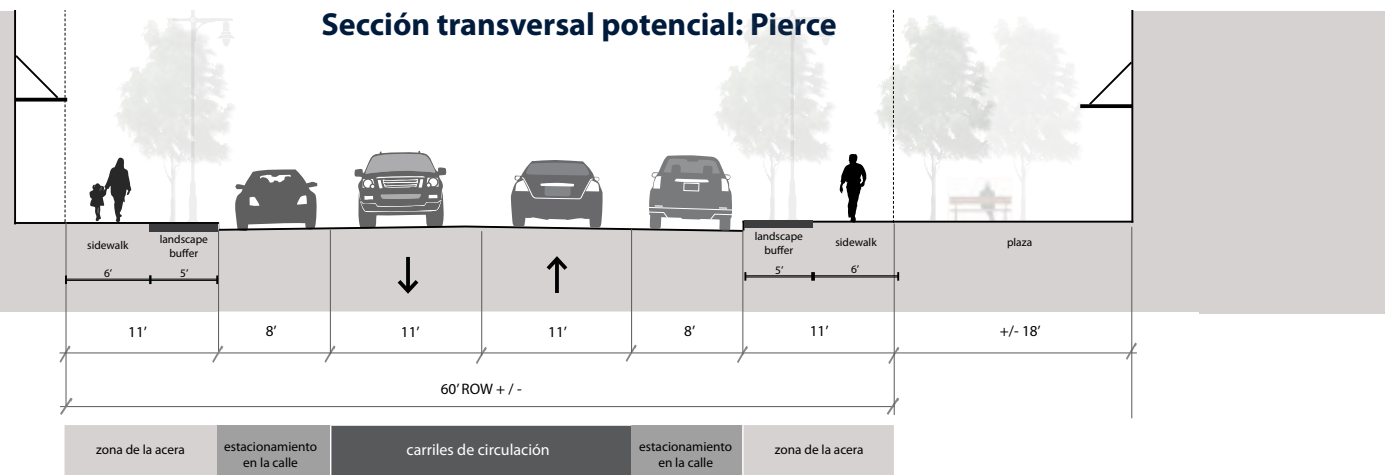 Sección transversal potencial: Pierce
sidewalk
landscape
buffer
landscape
buffer
sidewalk
plaza
6' 5' 5' 6'
11' 8' 11' 11' 8' 11' +/- 18'
60' ROW + / -
zona de la acera
estacionamiento
en la calle
carriles de circulación
estacionamiento
en la calle
zona de la acera